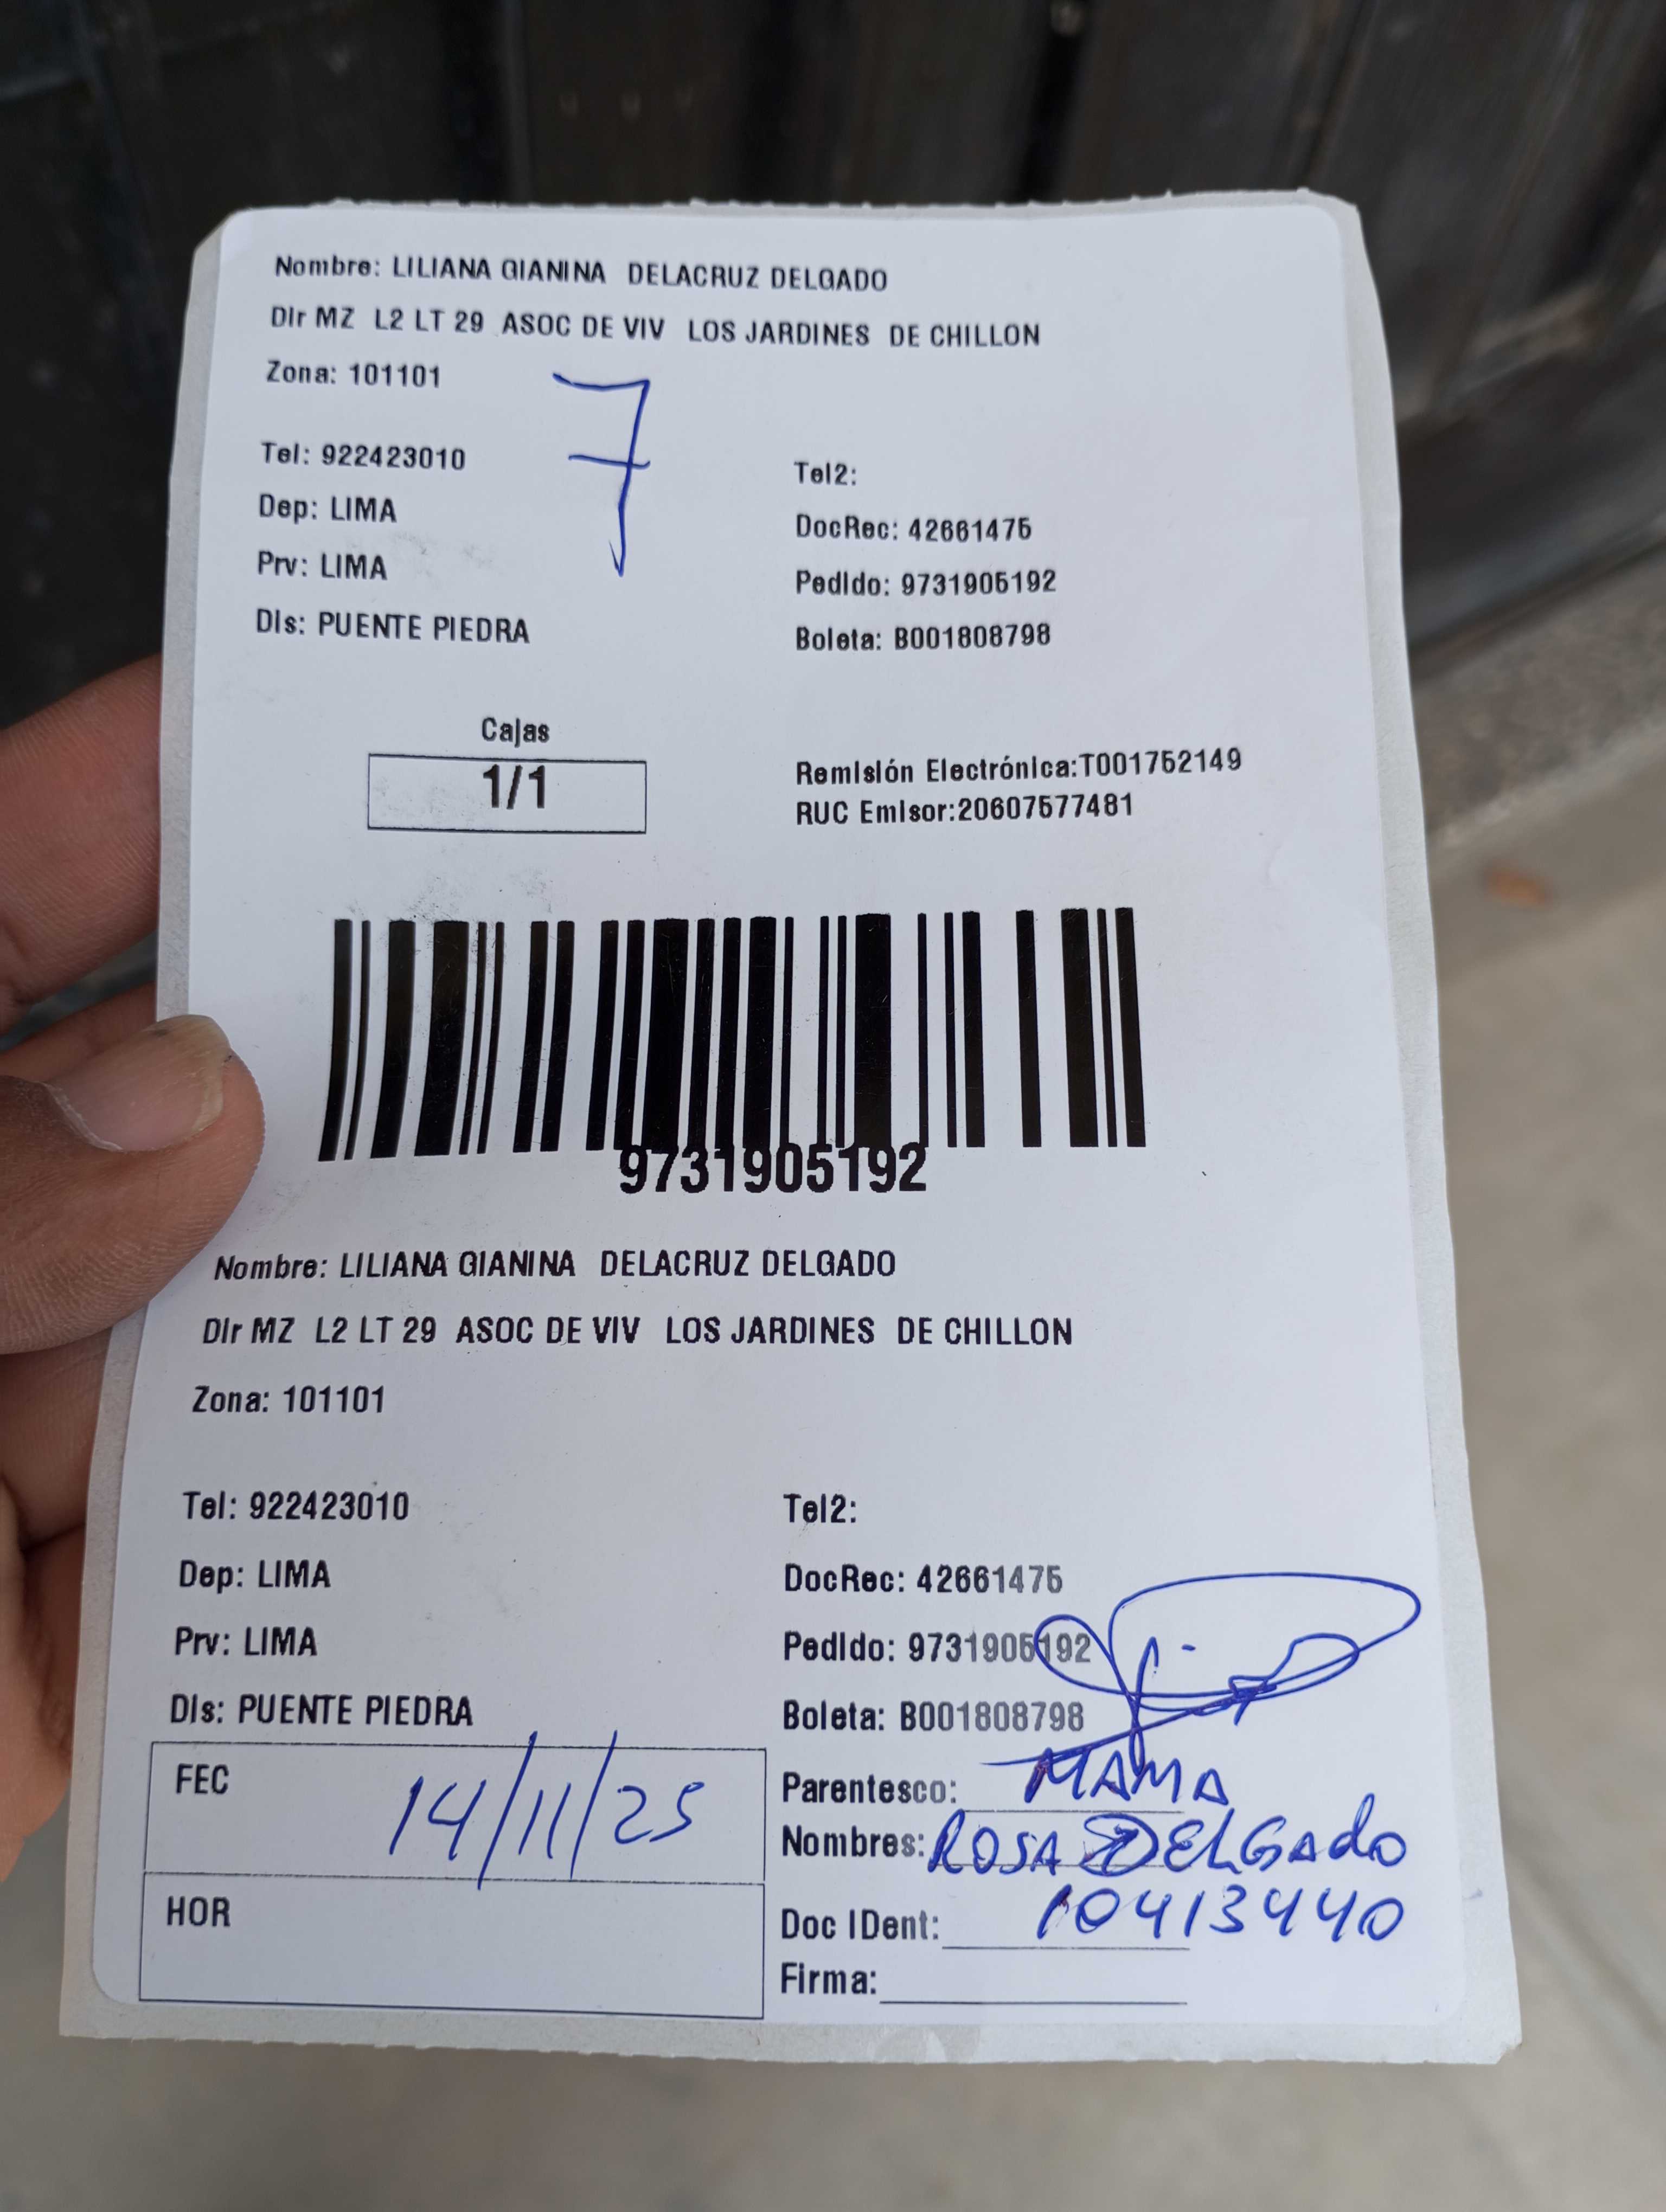 Nombre: LILIANA GIANINA DELACRUZ DELGADO
Dir MZ L2 LT 29 ASOC DE VIV LOS JARDINES DE CHILLON
Zona: 101101
7
Tel: 922423010
Tel2:
Dep: LIMA
DocRec: 42661475
Prv: LIMA
Pedido: 9731905192
Dis: PUENTE PIEDRA
Boleta: B001808798
Cajas
1/1
Remisión Electrónica:T001752149
RUC Emisor:20607577481
9731905192
Nombre: LILIANA GIANINA DELACRUZ DELGADO
Dir MZ L2 LT 29 ASOC DE VIV LOS JARDINES DE CHILLON
Zona: 101101
Tel: 922423010
Tel2:
Dep: LIMA
DocRec: 42661475
Prv: LIMA
Pedido: 9731905192
Dis: PUENTE PIEDRA
Boleta: B001808798
FEC 14/11/25
Parentesco: MAMA
Nombres: ROSA DELGADO
HOR
Doc IDent: 10413440
Firma: